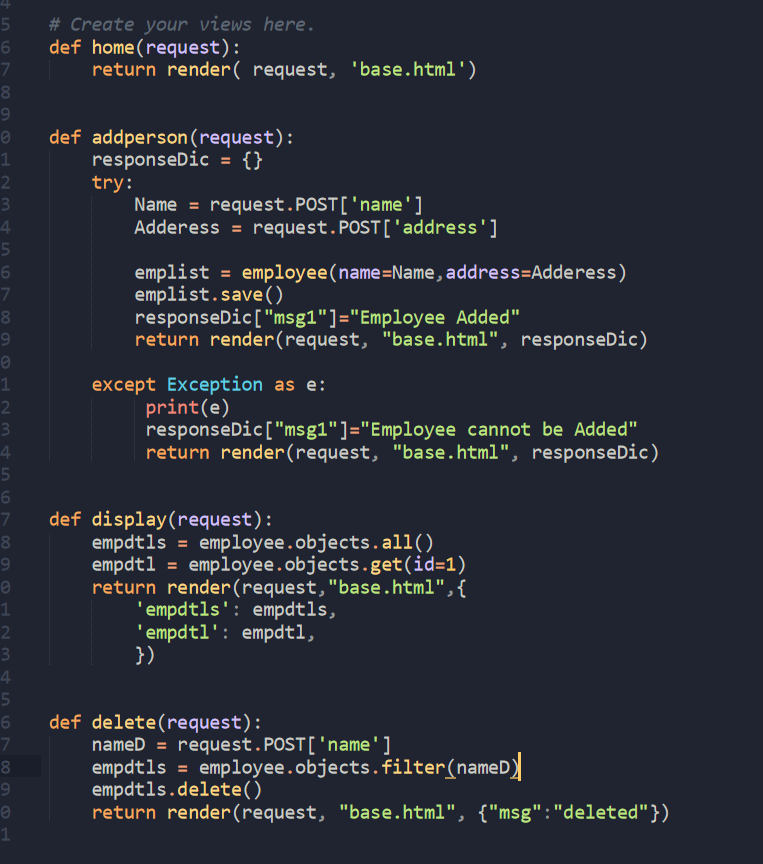 4
5 # Create your views here.
6 def home(request):
7 return render( request, 'base.html')
8
9
0 def addperson(request):
1 responseDic = {}
2 try:
3 Name = request.POST['name']
4 Adderess = request.POST['address']
5
6 emplist = employee(name=Name,address=Adderess)
7 emplist.save()
8 responseDic["msg1"]="Employee Added"
9 return render(request, "base.html", responseDic)
0
1 except Exception as e:
2 print(e)
3 responseDic["msg1"]="Employee cannot be Added"
4 return render(request, "base.html", responseDic)
5
6
7 def display(request):
8 empdtls = employee.objects.all()
9 empdtl = employee.objects.get(id=1)
0 return render(request,"base.html",{
1 'empdtls': empdtls,
2 'empdtl': empdtl,
3 })
4
5
6 def delete(request):
7 nameD = request.POST['name']
8 empdtls = employee.objects.filter(nameD)
9 empdtls.delete()
0 return render(request, "base.html", {"msg":"deleted"})
1